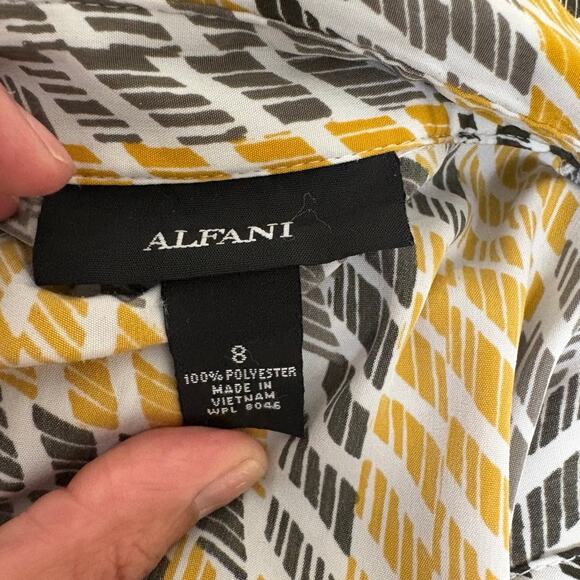 ALFANI
8
100% POLYESTER
MADE IN
VIETNAM
WPL 8046